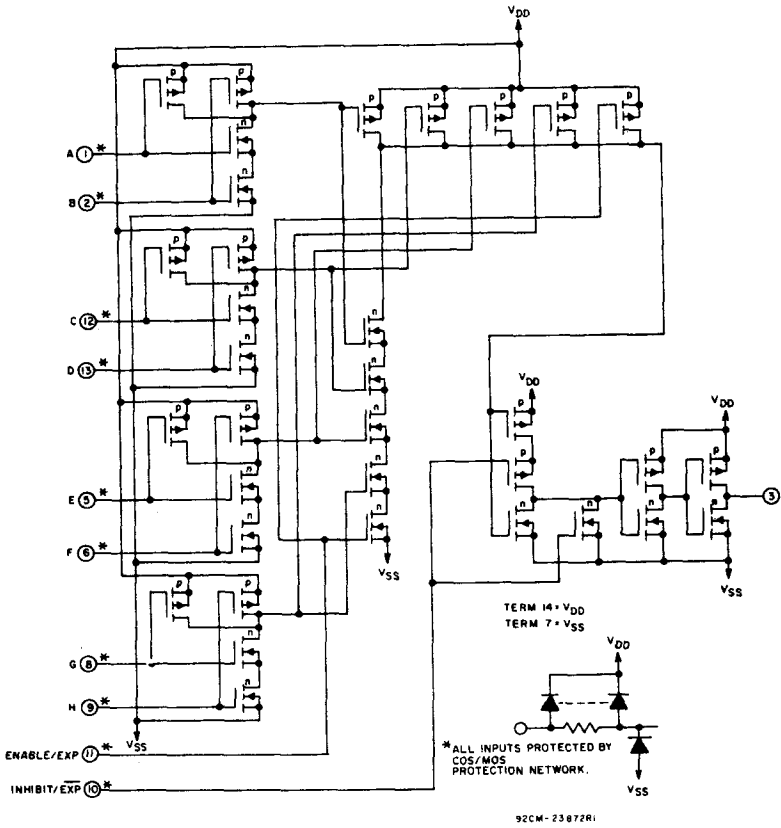 VDD
p
p
n
n
A 1 *
B 2 *
p
p
p
p
p
p
p
n
n
C 12 *
D 13 *
p
p
n
n
E 5 *
F 6 *
p
p
n
n
G 8 *
H 9 *
VSS
n
n
n
n
n
VSS
VDD
p
p
n
n
VDD
p
n
p
n
3
VSS
TERM 14 = VDD
TERM 7 = VSS
VDD
VSS
* ALL INPUTS PROTECTED BY
COS/MOS
PROTECTION NETWORK.
ENABLE/EXP 11 *
INHIBIT/E̅X̅P̅ 10 *
92CM-23872R1